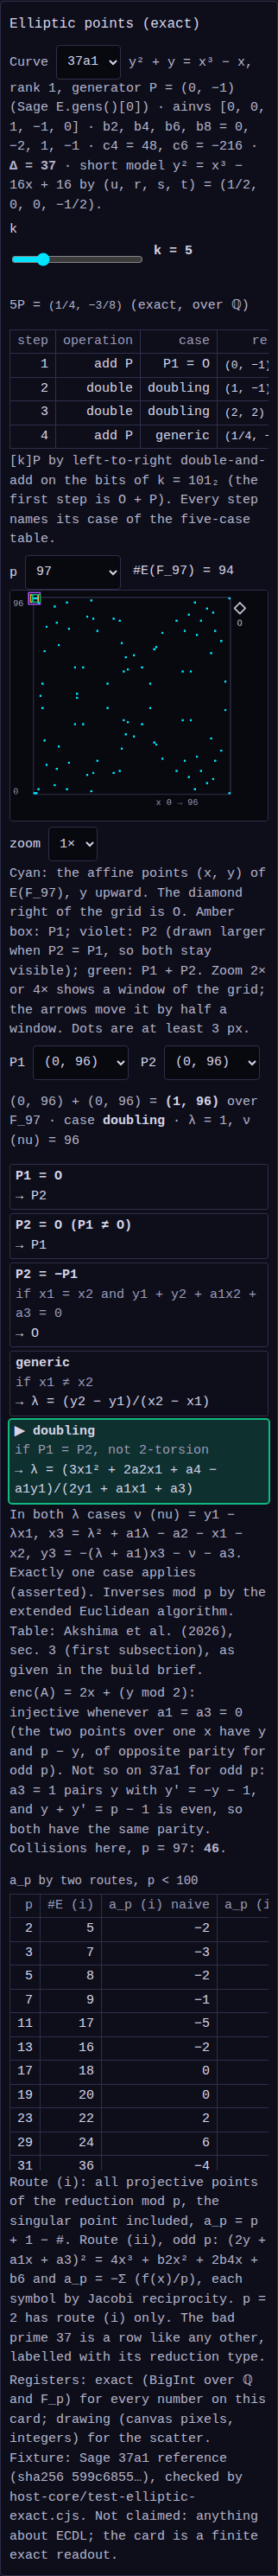 Elliptic points (exact)
Curve 37a1 y² + y = x³ − x,
rank 1, generator P = (0, −1)
(Sage E.gens()[0]) · ainvs [0, 0,
1, −1, 0] · b2, b4, b6, b8 = 0,
−2, 1, −1 · c4 = 48, c6 = −216 ·
Δ = 37 · short model y² = x³ −
16x + 16 by (u, r, s, t) = (1/2,
0, 0, −1/2).
k
k = 5
5P = (1/4, −3/8) (exact, over ℚ)
step operation case re
1 add P P1 = O (0, −1)
2 double doubling (1, −1)
3 double doubling (2, 2)
4 add P generic (1/4, −
[k]P by left-to-right double-and-
add on the bits of k = 101₂ (the
first step is O + P). Every step
names its case of the five-case
table.
p 97 #E(F_97) = 94
96
O
0
x 0 → 96
zoom 1×
Cyan: the affine points (x, y) of
E(F_97), y upward. The diamond
right of the grid is O. Amber
box: P1; violet: P2 (drawn larger
when P2 = P1, so both stay
visible); green: P1 + P2. Zoom 2×
or 4× shows a window of the grid;
the arrows move it by half a
window. Dots are at least 3 px.
P1 (0, 96) P2 (0, 96)
(0, 96) + (0, 96) = (1, 96) over
F_97 · case doubling · λ = 1, ν
(nu) = 96
P1 = O
→ P2
P2 = O (P1 ≠ O)
→ P1
P2 = −P1
if x1 = x2 and y1 + y2 + a1x2 +
a3 = 0
→ O
generic
if x1 ≠ x2
→ λ = (y2 − y1)/(x2 − x1)
▶ doubling
if P1 = P2, not 2-torsion
→ λ = (3x1² + 2a2x1 + a4 −
a1y1)/(2y1 + a1x1 + a3)
In both λ cases ν (nu) = y1 −
λx1, x3 = λ² + a1λ − a2 − x1 −
x2, y3 = −(λ + a1)x3 − ν − a3.
Exactly one case applies
(asserted). Inverses mod p by the
extended Euclidean algorithm.
Table: Akshima et al. (2026),
sec. 3 (first subsection), as
given in the build brief.
enc(A) = 2x + (y mod 2):
injective whenever a1 = a3 = 0
(the two points over one x have y
and p − y, of opposite parity for
odd p). Not so on 37a1 for odd p:
a3 = 1 pairs y with y' = −y − 1,
and y + y' = p − 1 is even, so
both have the same parity.
Collisions here, p = 97: 46.
a_p by two routes, p < 100
p #E (i) a_p (i) naive a_p (i
2 5 −2
3 7 −3
5 8 −2
7 9 −1
11 17 −5
13 16 −2
17 18 0
19 20 0
23 22 2
29 24 6
31 36 −4
Route (i): all projective points
of the reduction mod p, the
singular point included, a_p = p
+ 1 − #. Route (ii), odd p: (2y +
a1x + a3)² = 4x³ + b2x² + 2b4x +
b6 and a_p = −Σ (f(x)/p), each
symbol by Jacobi reciprocity. p =
2 has route (i) only. The bad
prime 37 is a row like any other,
labelled with its reduction type.
Registers: exact (BigInt over ℚ
and F_p) for every number on this
card; drawing (canvas pixels,
integers) for the scatter.
Fixture: Sage 37a1 reference
(sha256 599c6855…), checked by
host-core/test-elliptic-
exact.cjs. Not claimed: anything
about ECDL; the card is a finite
exact readout.